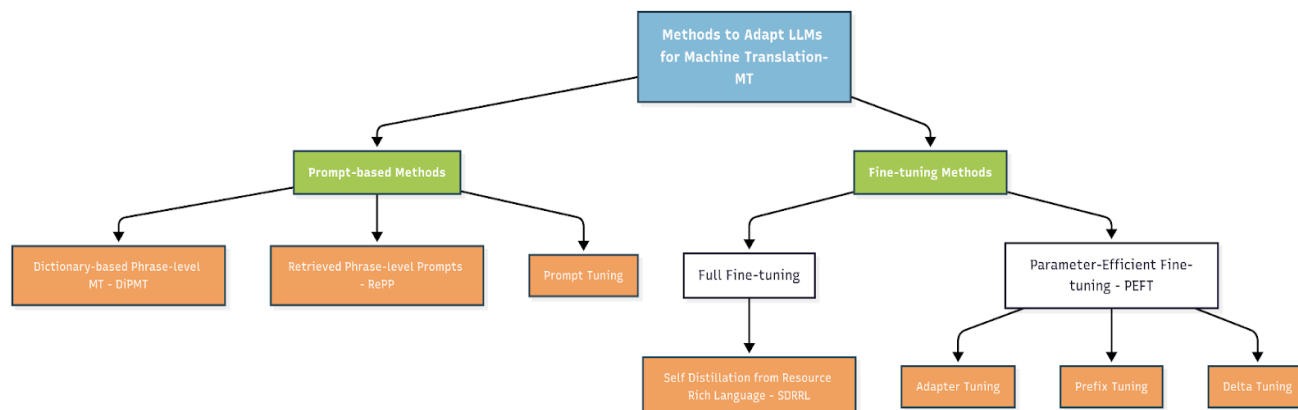 Methods to Adapt LLMs
for Machine Translation-
MT
Prompt-based Methods
Fine-tuning Methods
Dictionary-based Phrase-level
MT - DiPMT
Retrieved Phrase-level Prompts
- RePP
Prompt Tuning
Full Fine-tuning
Parameter-Efficient Fine-
tuning - PEFT
Self Distillation from Resource
Rich Language - SDRRL
Adapter Tuning
Prefix Tuning
Delta Tuning